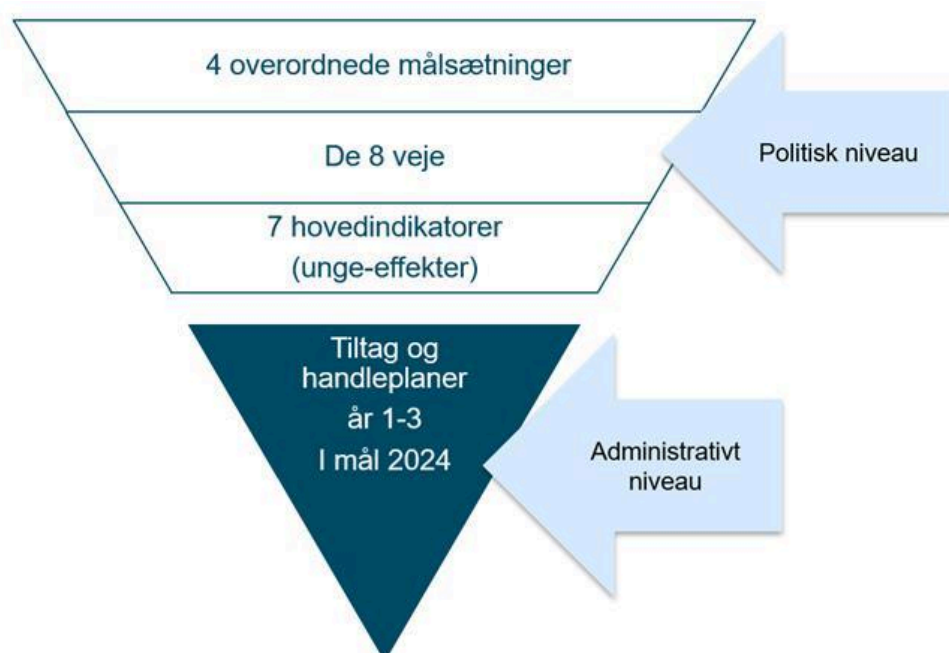 4 overordnede målsætninger
De 8 veje
Politisk niveau
7 hovedindikatorer
(unge-effekter)
Tiltag og
handleplaner
år 1-3
I mål 2024
Administrativt
niveau